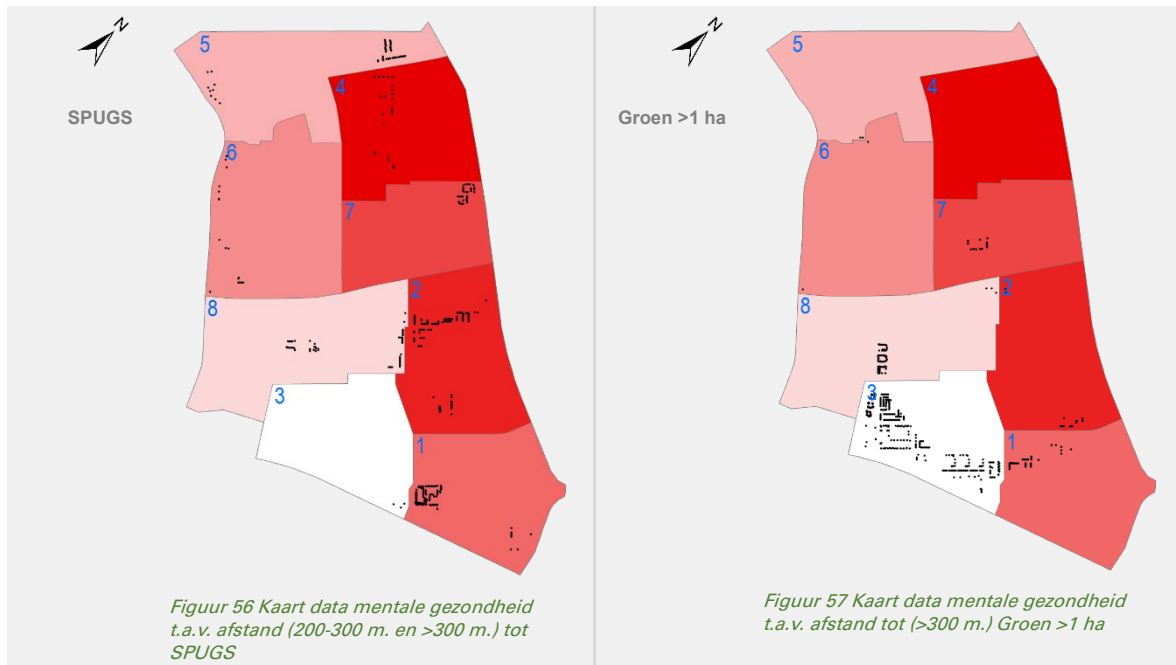 N
5
SPUGS
4
6
7
8
2
3
1
Figuur 56 Kaart data mentale gezondheid
t.a.v. afstand (200-300 m. en >300 m.) tot
SPUGS
N
5
Groen >1 ha
4
6
7
8
2
3
1
Figuur 57 Kaart data mentale gezondheid
t.a.v. afstand tot (>300 m.) Groen >1 ha